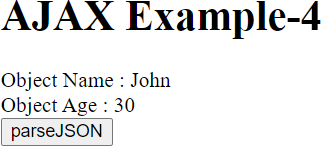 AJAX Example-4
Object Name : John
Object Age : 30
parseJSON